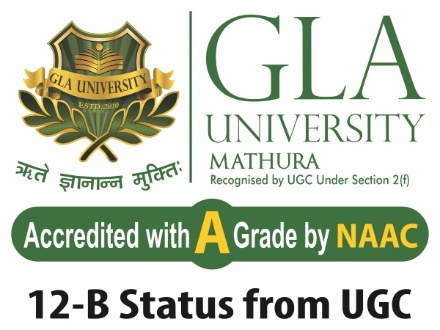 GLA UNIVERSITY
ESTD. 2010
ऋते ज्ञानान्न मुक्तिः
GLA
UNIVERSITY
MATHURA
Recognised by UGC Under Section 2(f)
Accredited with A Grade by NAAC
12-B Status from UGC